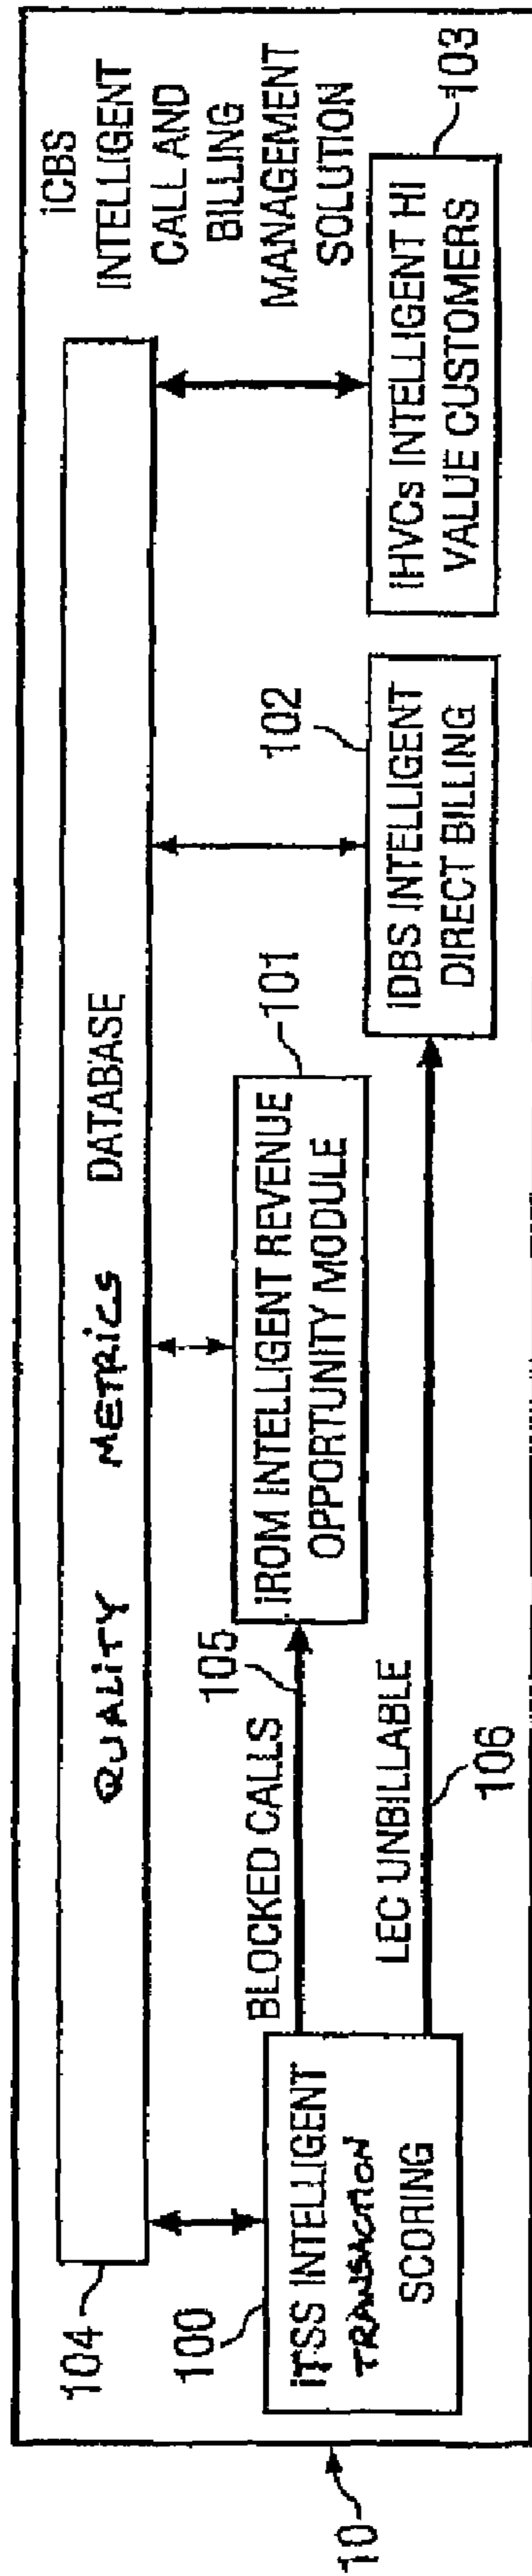 iCBS
INTELLIGENT
CALL AND
BILLING
MANAGEMENT
SOLUTION
104
QUALITY METRICS DATABASE
100
iTSS INTELLIGENT
TRANSACTION
SCORING
BLOCKED CALLS
105
iROM INTELLIGENT REVENUE
OPPORTUNITY MODULE
101
LEC UNBILLABLE
106
102
iDBS INTELLIGENT
DIRECT BILLING
103
iHVCs INTELLIGENT HI
VALUE CUSTOMERS
10